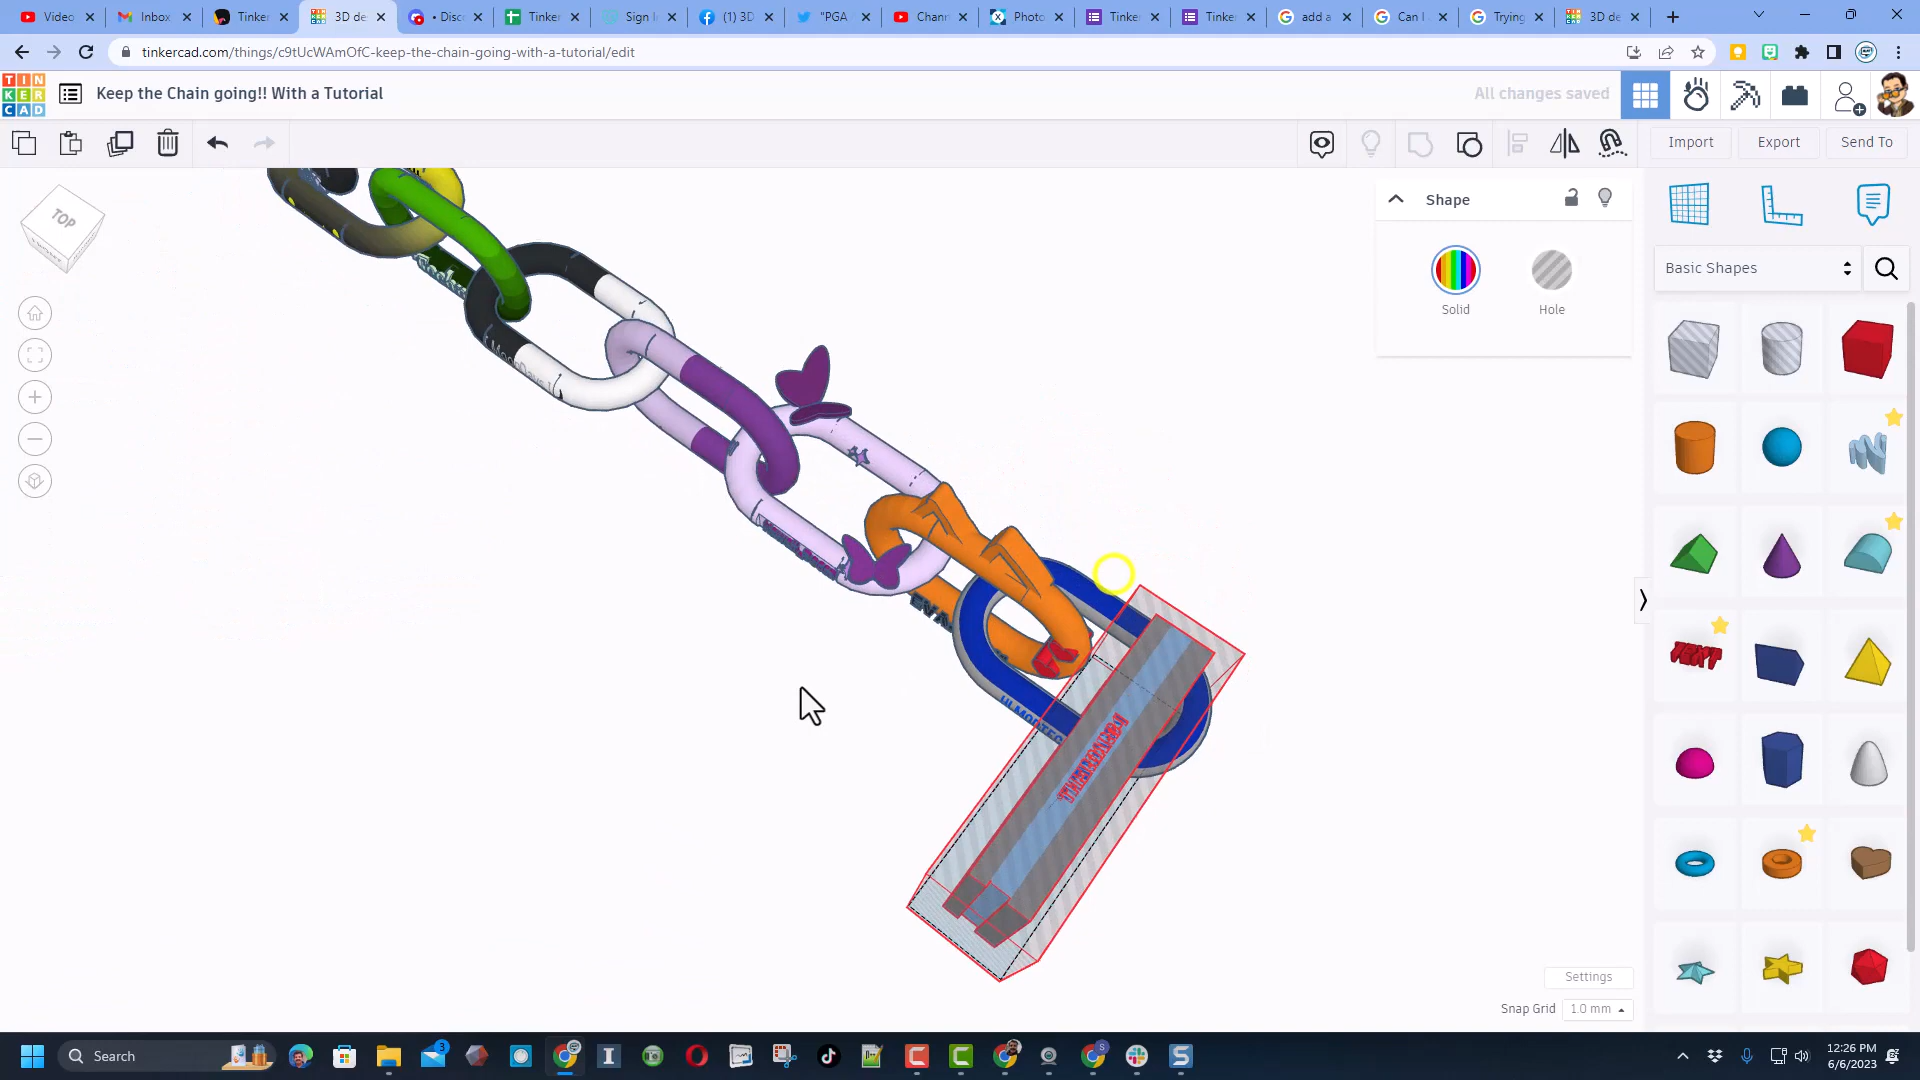 Video
Inbox
Tinker
3D de
Disc
Tinker
Sign I
(1) 3D
"PGA
Chann
Photo
Tinker
Tinker
add a
Can I
Trying
3D de
tinkercad.com/things/c9tUcWAmOfC-keep-the-chain-going-with-a-tutorial/edit
TIN
KER
CAD
Keep the Chain going!! With a Tutorial
All changes saved
Import
Export
Send To
TOP
Shape
Solid
Hole
Basic Shapes
TEXT
Settings
Snap Grid
1.0 mm
Search
3
12:26 PM
6/6/2023